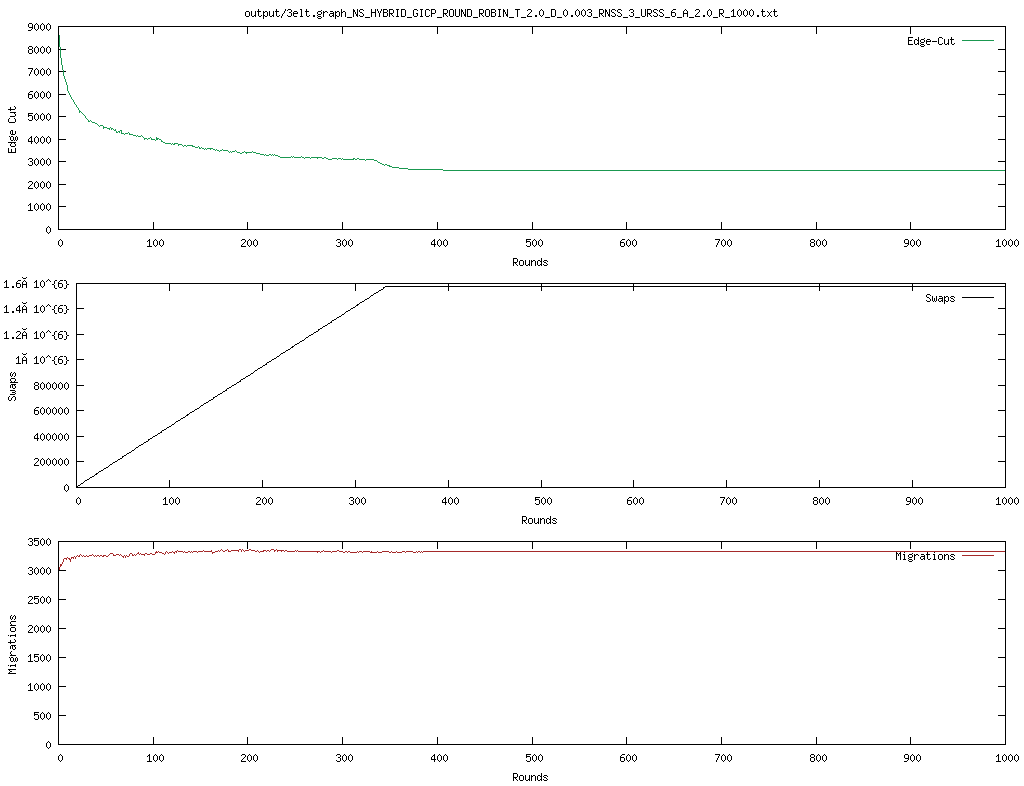 output/3elt.graph_NS_HYBRID_GICP_ROUND_ROBIN_T_2.0_D_0.003_RNSS_3_URSS_6_A_2.0_R_1000.txt
9000
8000
7000
6000
5000
4000
3000
2000
1000
0
Edge Cut
Edge-Cut
0 100 200 300 400 500 600 700 800 900 1000
Rounds
1.6Ã 10^{6}
1.4Ã 10^{6}
1.2Ã 10^{6}
1Ã 10^{6}
800000
600000
400000
200000
0
Swaps
Swaps
0 100 200 300 400 500 600 700 800 900 1000
Rounds
3500
3000
2500
2000
1500
1000
500
0
Migrations
Migrations
0 100 200 300 400 500 600 700 800 900 1000
Rounds